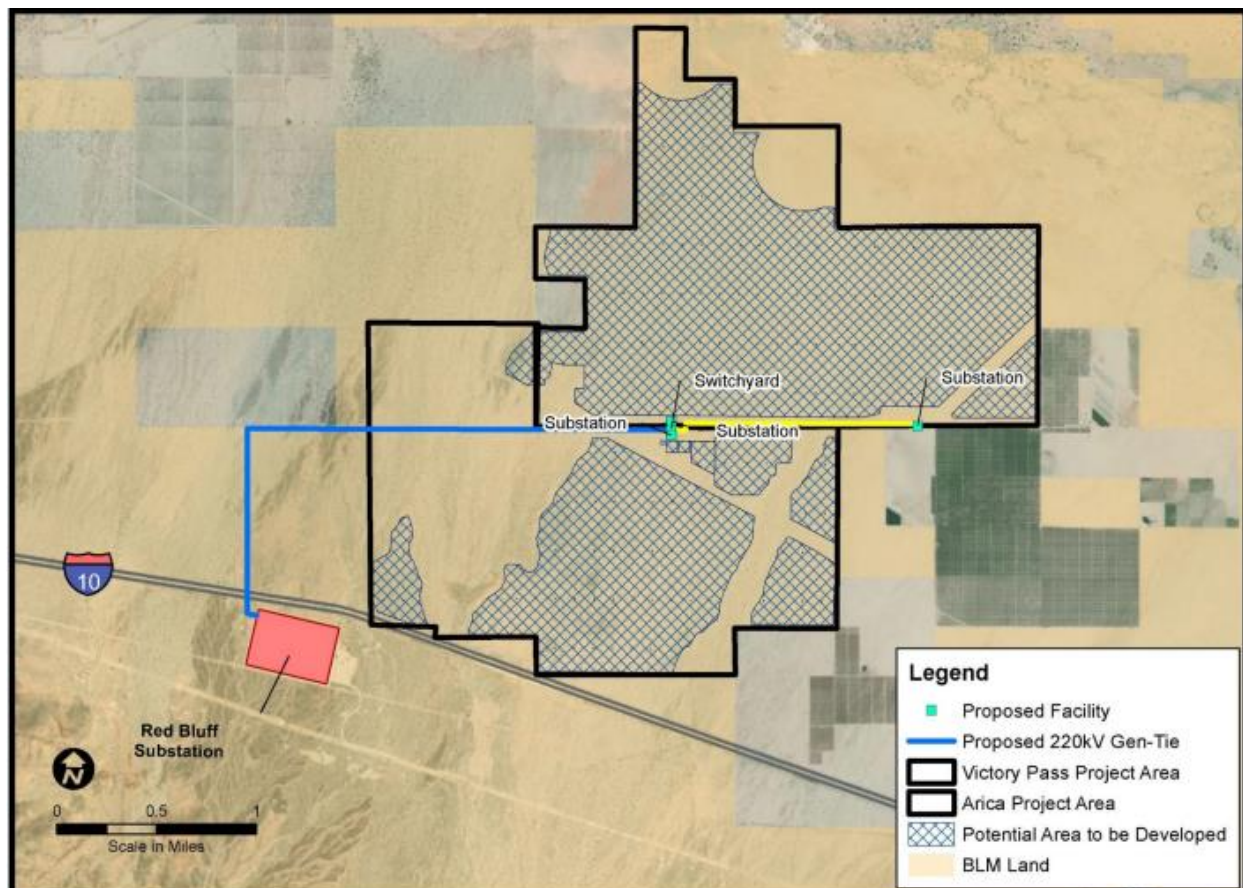 Switchyard
Substation
Substation
Substation
10
Red Bluff
Substation
N
0 0.5 1
Scale in Miles
Legend
Proposed Facility
Proposed 220kV Gen-Tie
Victory Pass Project Area
Arica Project Area
Potential Area to be Developed
BLM Land